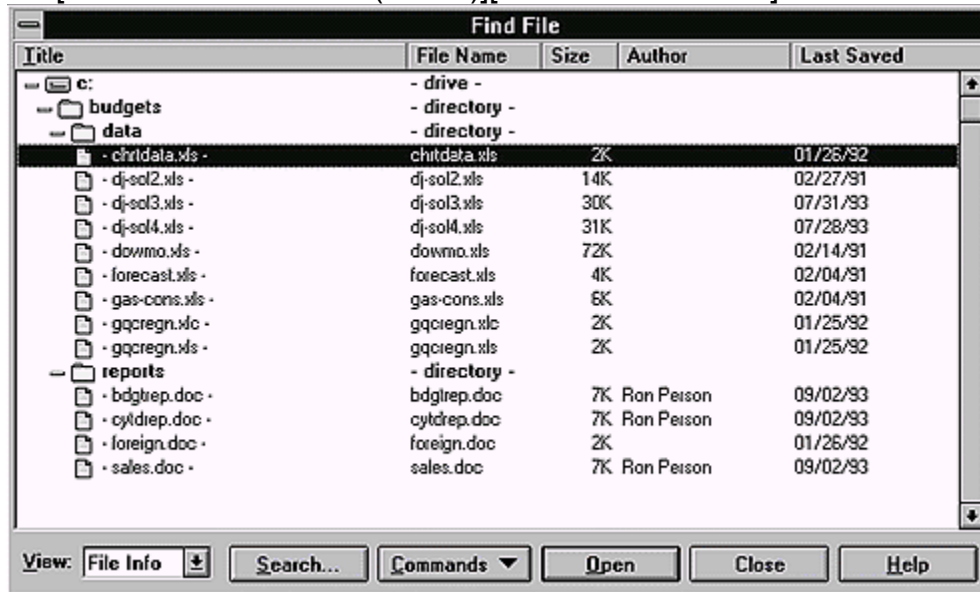 Find File
Title File Name Size Author Last Saved
c: - drive -
budgets - directory -
data - directory -
- chrtdata.xls - chrtdata.xls 2K 01/26/92
- dj-sol2.xls - dj-sol2.xls 14K 02/27/91
- dj-sol3.xls - dj-sol3.xls 30K 07/31/93
- dj-sol4.xls - dj-sol4.xls 31K 07/28/93
- dowmo.xls - dowmo.xls 72K 02/14/91
- forecast.xls - forecast.xls 4K 02/04/91
- gas-cons.xls - gas-cons.xls 6K 02/04/91
- gqcregn.xlc - gqcregn.xlc 2K 01/25/92
- gqcregn.xls - gqcregn.xls 2K 01/25/92
reports - directory -
- bdgtrep.doc - bdgtrep.doc 7K Ron Person 09/02/93
- cytdrep.doc - cytdrep.doc 7K Ron Person 09/02/93
- foreign.doc - foreign.doc 2K 01/26/92
- sales.doc - sales.doc 7K Ron Person 09/02/93
View: File Info Search... Commands Open Close Help